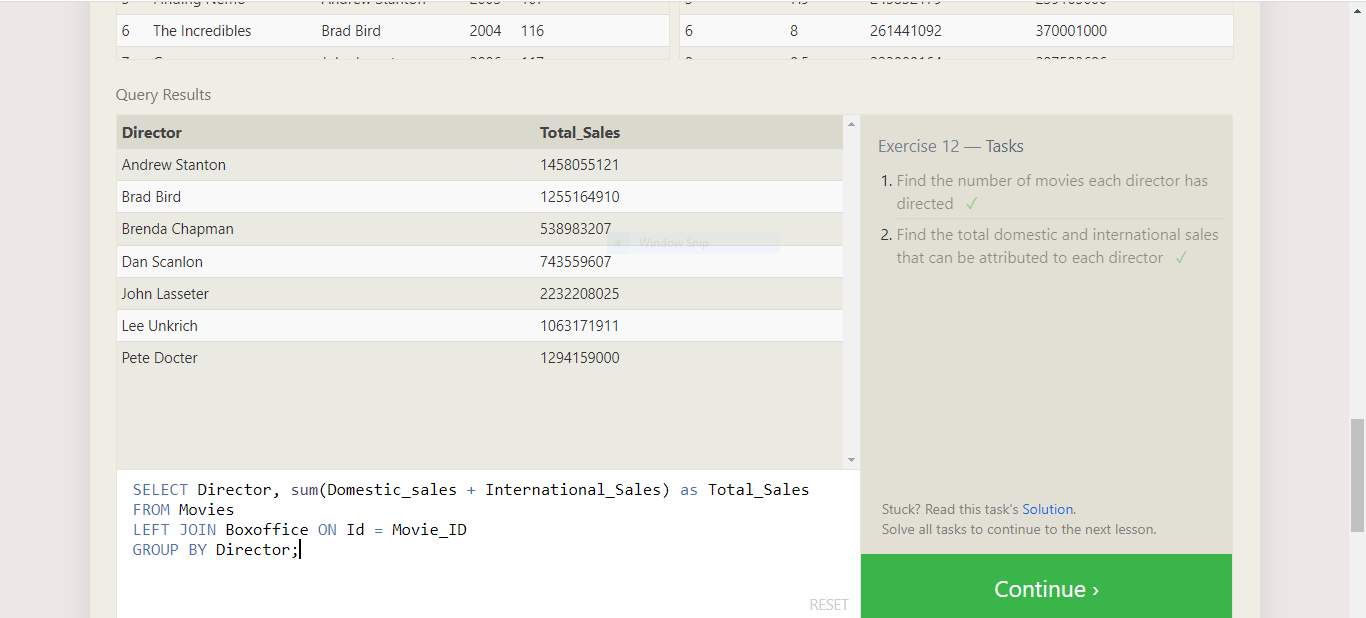 6 The Incredibles Brad Bird 2004 116
6 8 261441092 370001000
Query Results
Director Total_Sales
Andrew Stanton 1458055121
Brad Bird 1255164910
Brenda Chapman 538983207
Window Snip
Dan Scanlon 743559607
John Lasseter 2232208025
Lee Unkrich 1063171911
Pete Docter 1294159000
Exercise 12 — Tasks
1. Find the number of movies each director has
directed ✓
2. Find the total domestic and international sales
that can be attributed to each director ✓
SELECT Director, sum(Domestic_sales + International_Sales) as Total_Sales
FROM Movies
LEFT JOIN Boxoffice ON Id = Movie_ID
GROUP BY Director;
RESET
Stuck? Read this task's Solution.
Solve all tasks to continue to the next lesson.
Continue ›